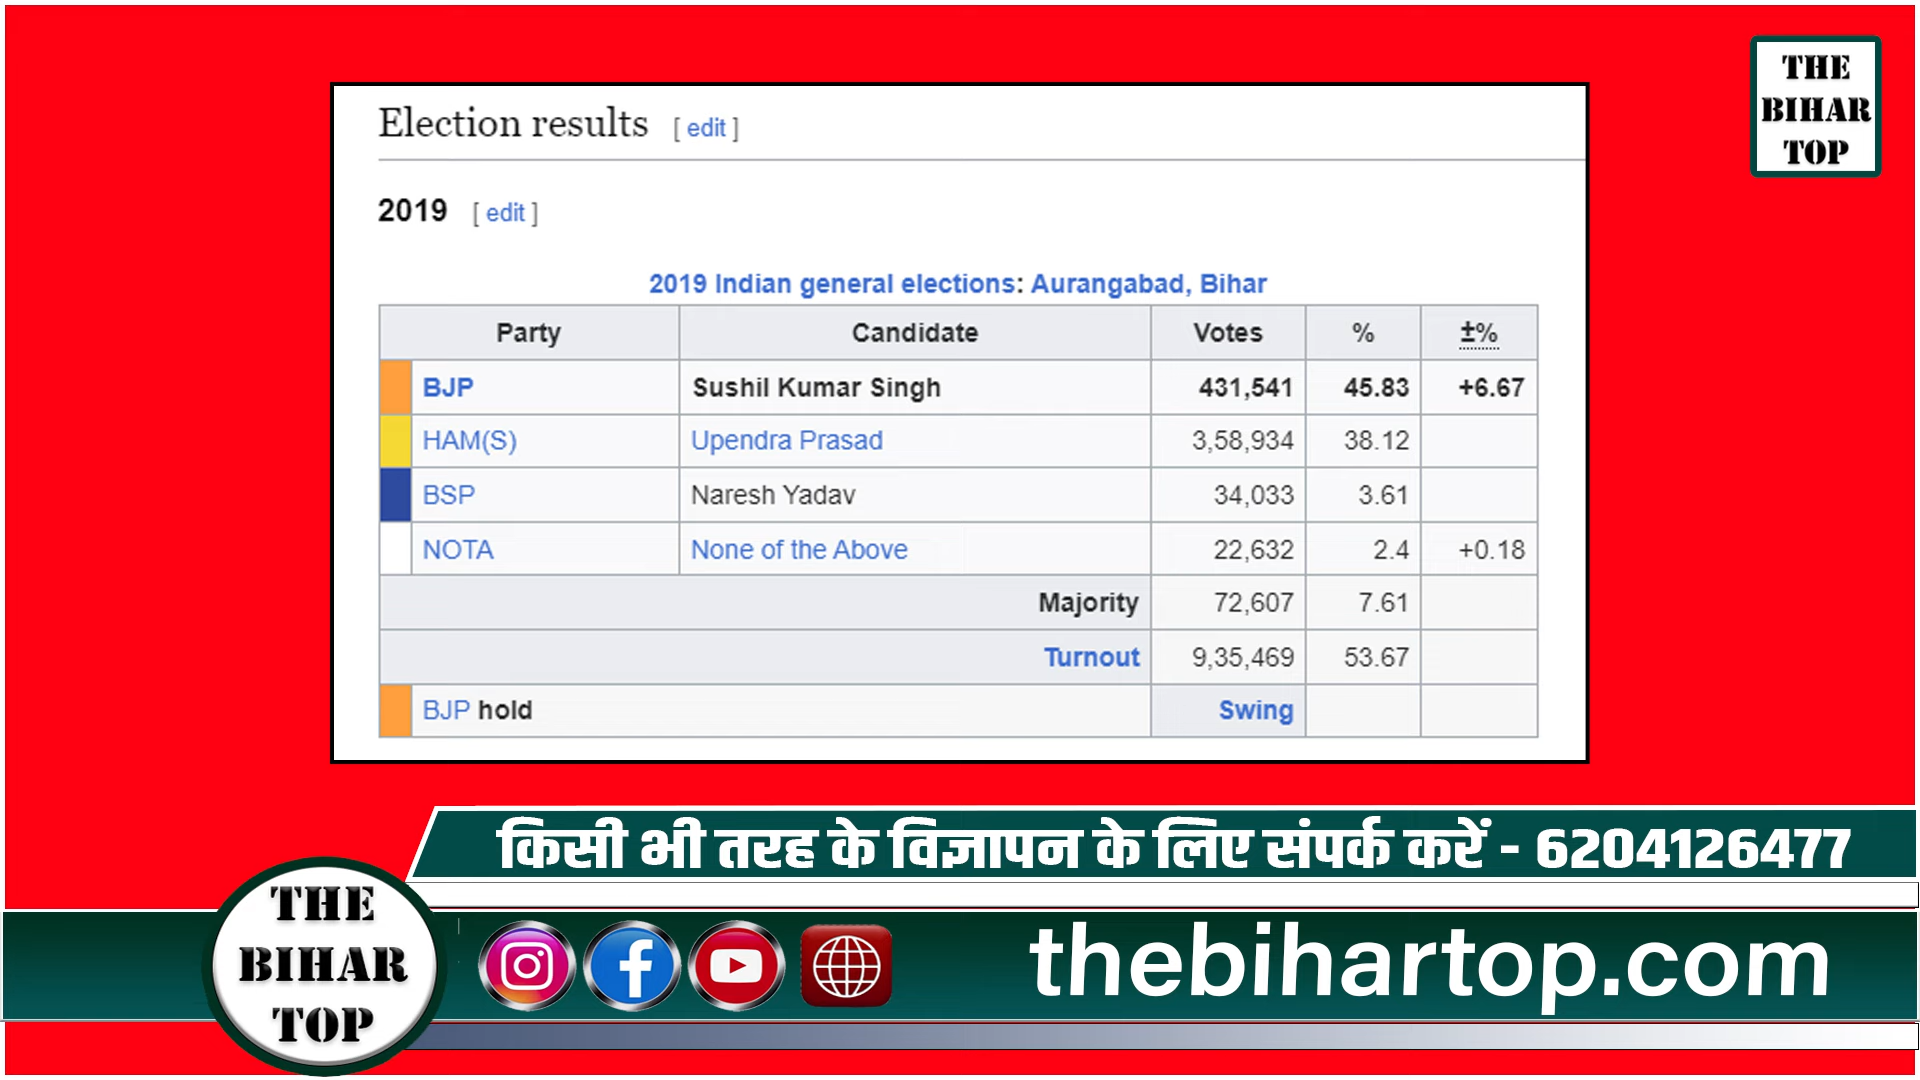 THE
BIHAR
TOP
Election results [ edit ]
2019 [ edit ]
2019 Indian general elections: Aurangabad, Bihar
Party Candidate Votes % ±%
BJP Sushil Kumar Singh 431,541 45.83 +6.67
HAM(S) Upendra Prasad 3,58,934 38.12
BSP Naresh Yadav 34,033 3.61
NOTA None of the Above 22,632 2.4 +0.18
Majority 72,607 7.61
Turnout 9,35,469 53.67
BJP hold Swing
किसी भी तरह के विज्ञापन के लिए संपर्क करें - 6204126477
THE
BIHAR
TOP
thebihartop.com